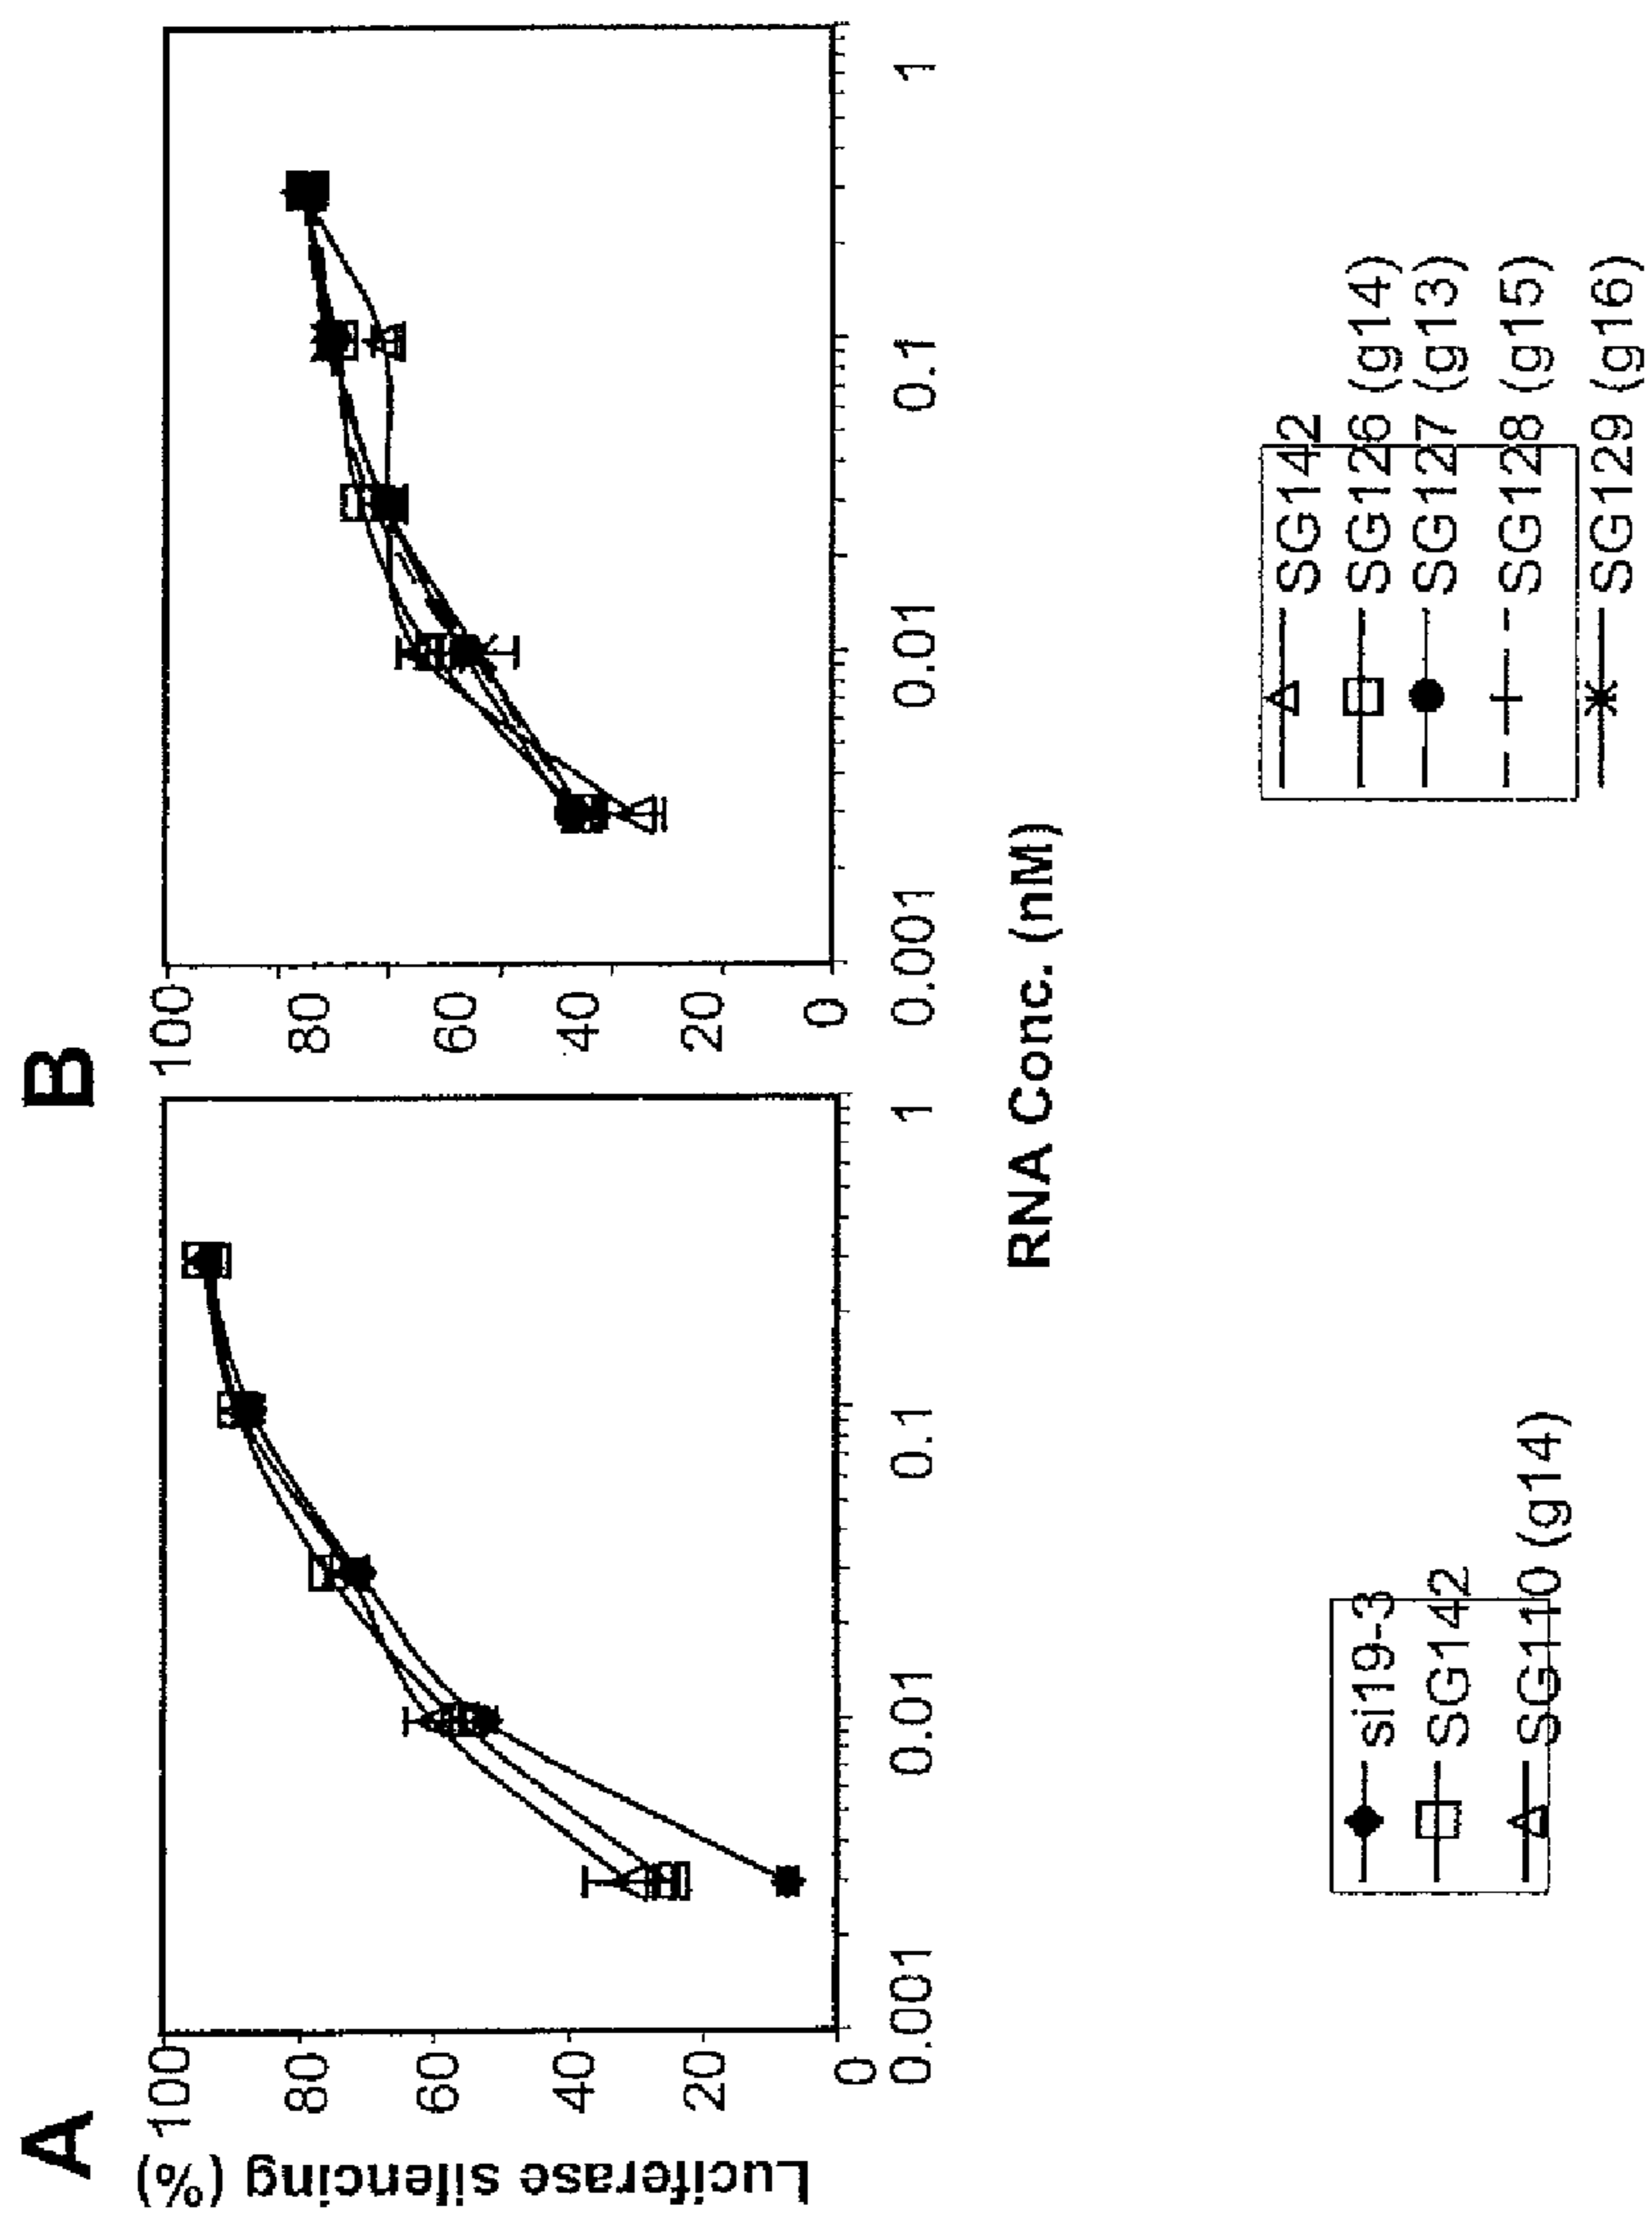 A
Luciferase silencing (%)
100
80
60
40
20
0
0.001
0.01
0.1
1
B
100
80
60
40
20
0
0.001
0.01
0.1
1
RNA Conc. (nM)
si19-3
SG142
SG110 (g14)
SG142
SG126 (g14)
SG127 (g13)
SG128 (g15)
SG129 (g16)